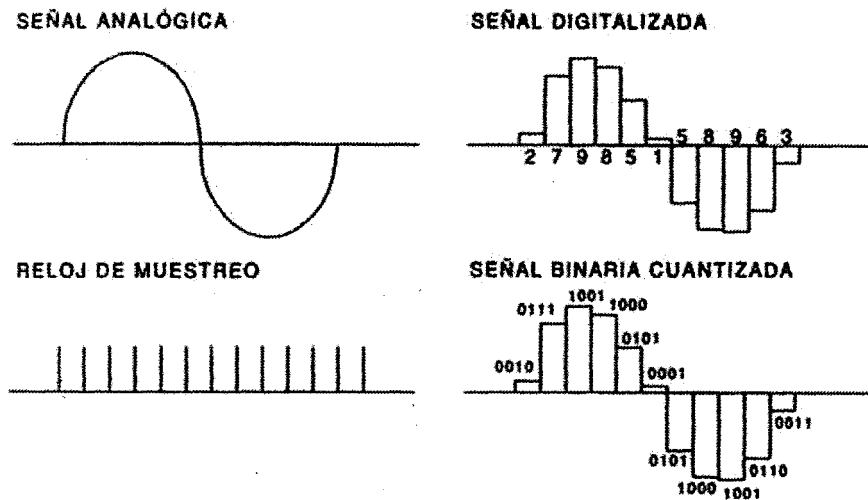 SEÑAL ANALÓGICA
SEÑAL DIGITALIZADA
5 8 9 6 3
2 7 9 8 5 1
RELOJ DE MUESTREO
SEÑAL BINARIA CUANTIZADA
1001
0111
1000
0101
0010
0001
0011
0101
0110
1000
1001